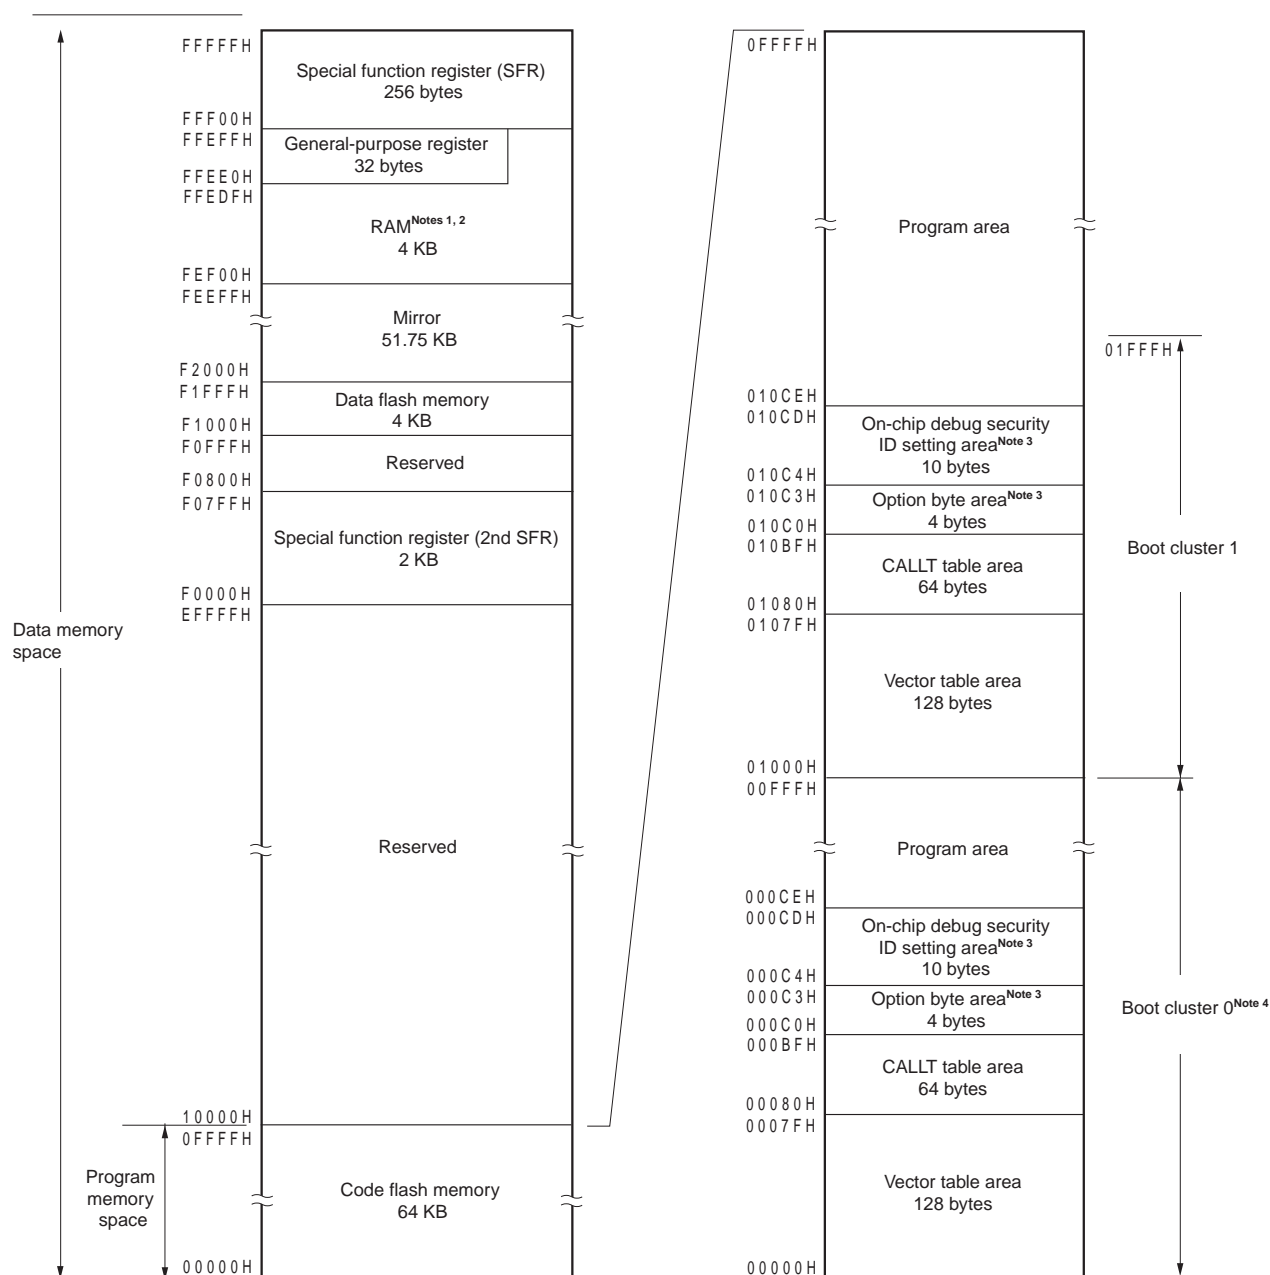 FFFFFH
Special function register (SFR)
256 bytes
FFF00H
FFEFFH
General-purpose register
32 bytes
FFEE0H
FFEDFH
RAMNotes 1, 2
4 KB
FEF00H
FEEFFH
Mirror
51.75 KB
F2000H
F1FFFH
Data flash memory
4 KB
F1000H
F0FFFH
Reserved
F0800H
F07FFH
Special function register (2nd SFR)
2 KB
F0000H
EFFFFH
Data memory
space
Reserved
10000H
0FFFFH
Program
memory
space
Code flash memory
64 KB
00000H
0FFFFH
Program area
01FFFH
010CEH
010CDH
On-chip debug security
ID setting areaNote 3
10 bytes
010C4H
010C3H
Option byte areaNote 3
4 bytes
010C0H
010BFH
Boot cluster 1
CALLT table area
64 bytes
01080H
0107FH
Vector table area
128 bytes
01000H
00FFFH
Program area
000CEH
000CDH
On-chip debug security
ID setting areaNote 3
10 bytes
000C4H
000C3H
Option byte areaNote 3
4 bytes
Boot cluster 0Note 4
000C0H
000BFH
CALLT table area
64 bytes
00080H
0007FH
Vector table area
128 bytes
00000H